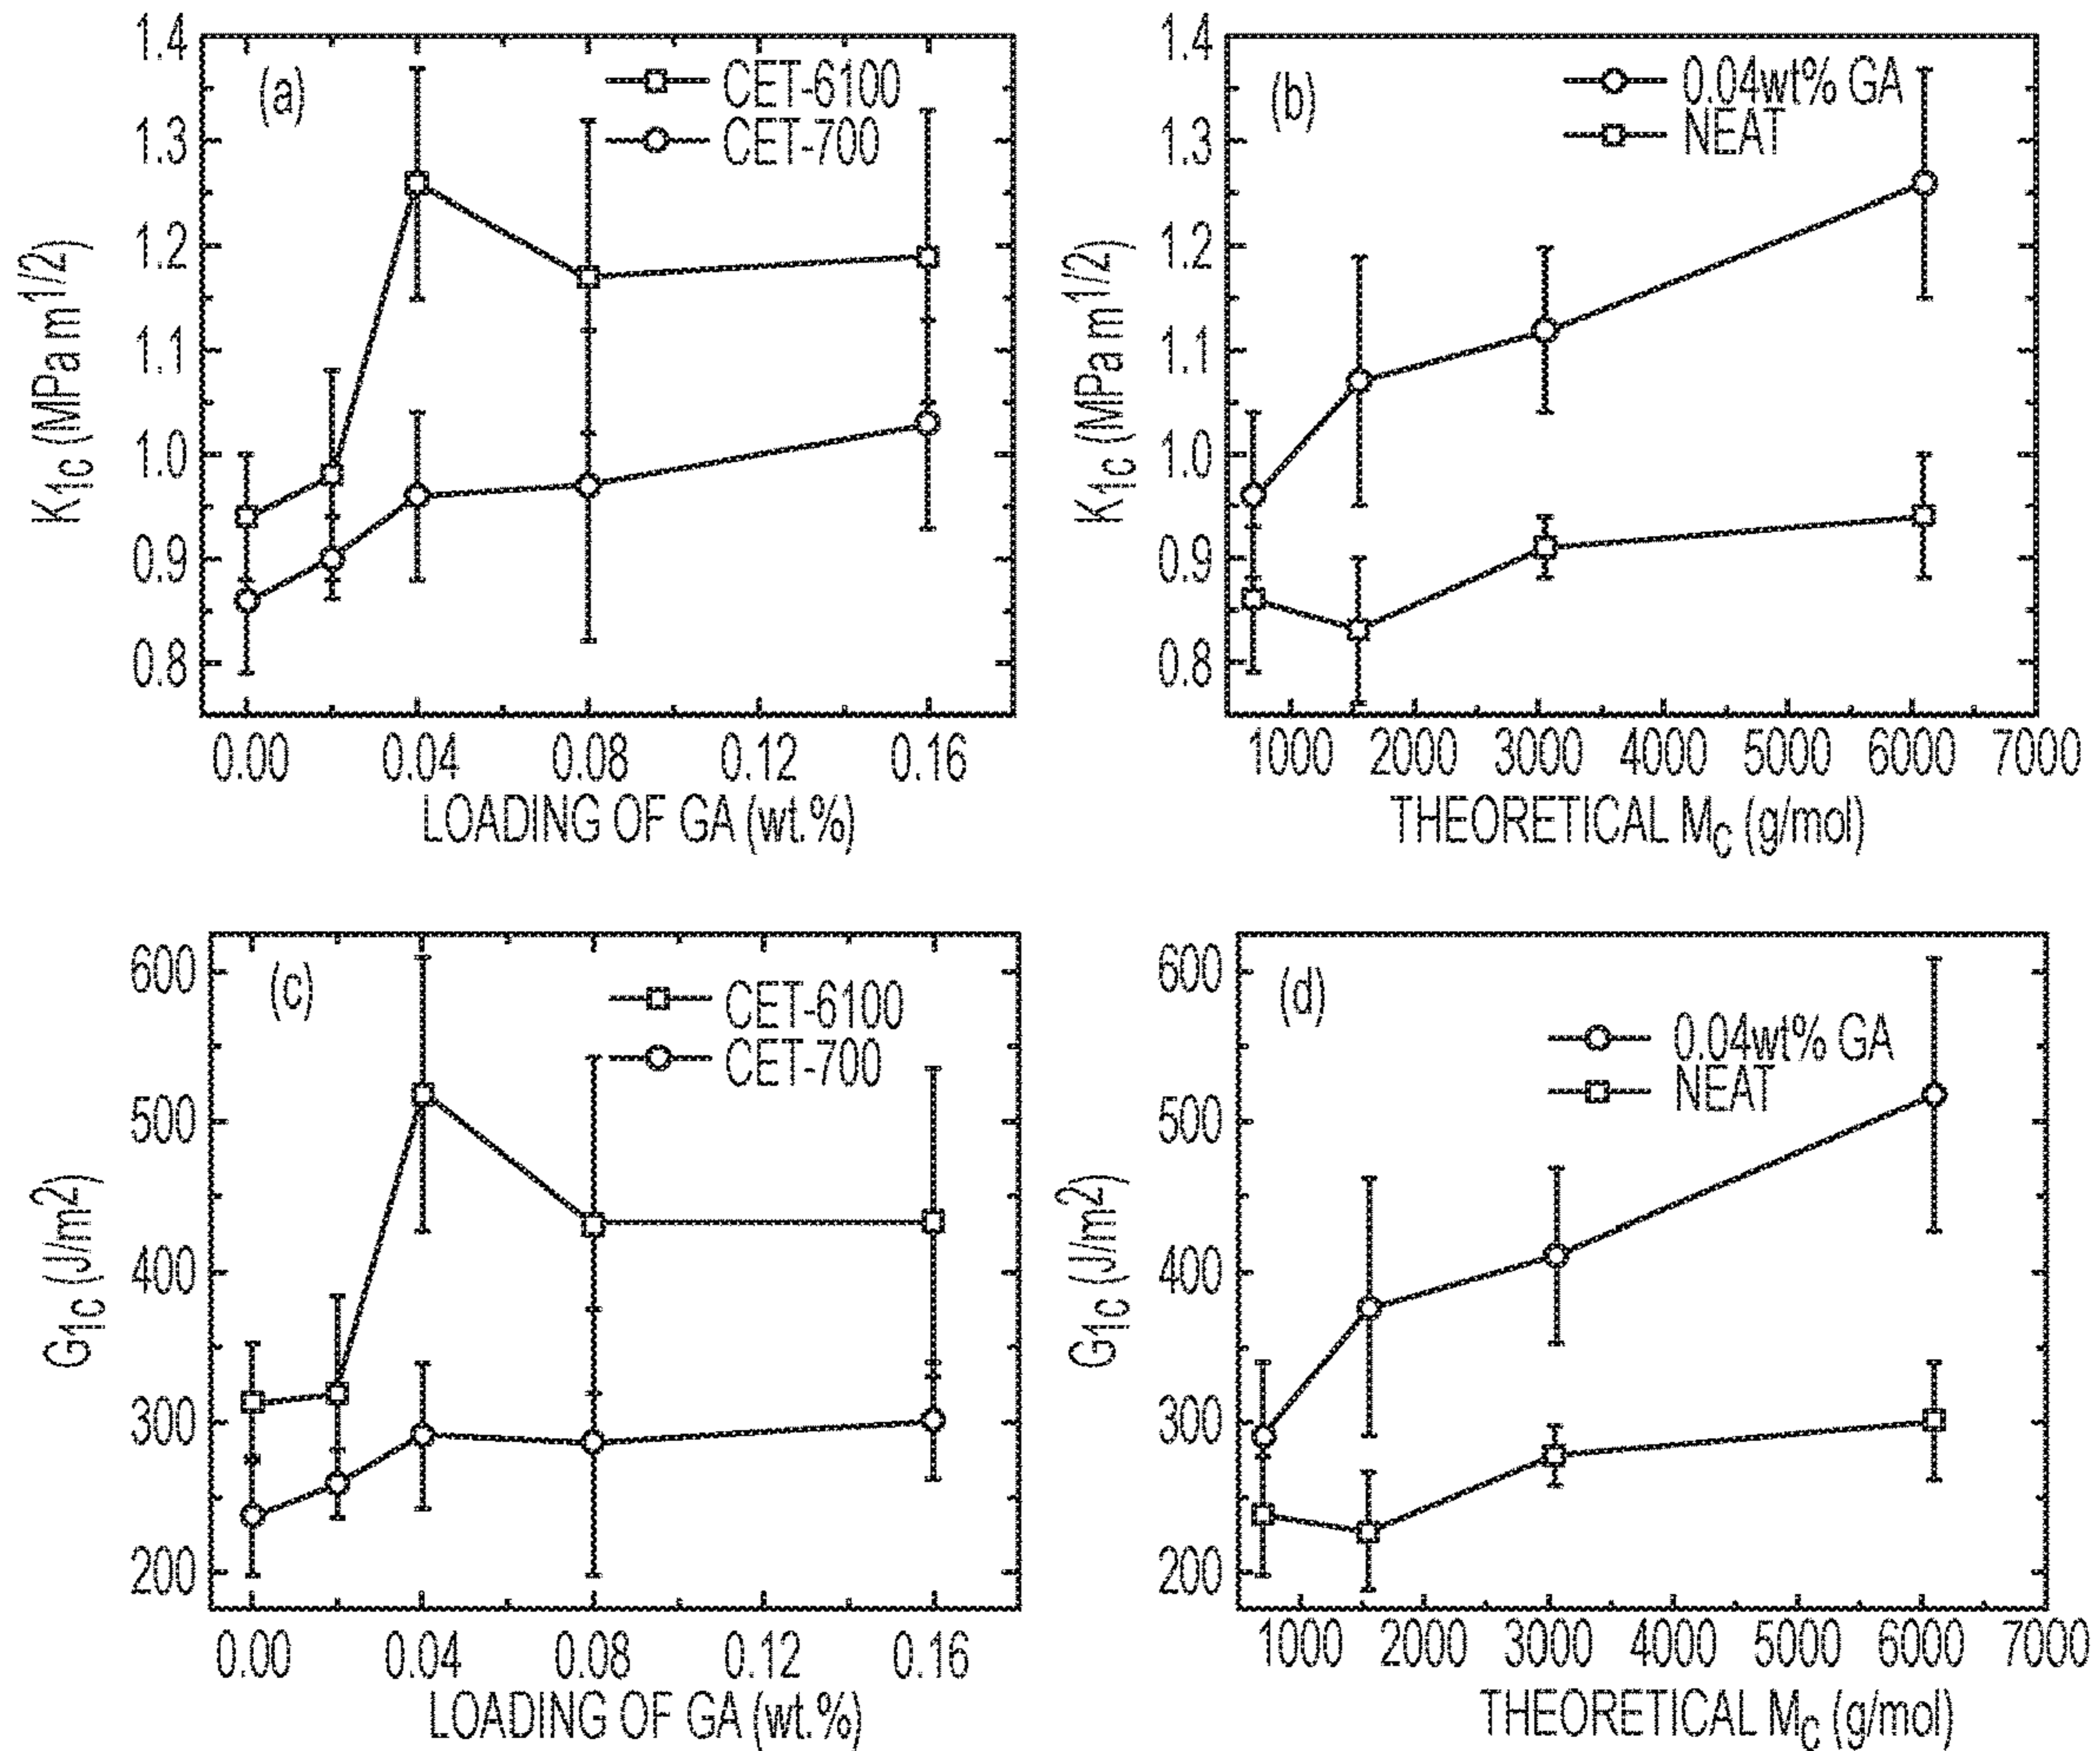 (a)
CET-6100
CET-700
1.4
1.3
1.2
1.1
1.0
0.9
0.8
K1c (MPa m1/2)
0.00 0.04 0.08 0.12 0.16
LOADING OF GA (wt.%)
(b)
0.04wt% GA
NEAT
1.4
1.3
1.2
1.1
1.0
0.9
0.8
K1c (MPa m1/2)
1000 2000 3000 4000 5000 6000 7000
THEORETICAL MC (g/mol)
(c)
CET-6100
CET-700
600
500
400
300
200
G1c (J/m2)
0.00 0.04 0.08 0.12 0.16
LOADING OF GA (wt.%)
(d)
0.04wt% GA
NEAT
600
500
400
300
200
G1c (J/m2)
1000 2000 3000 4000 5000 6000 7000
THEORETICAL MC (g/mol)